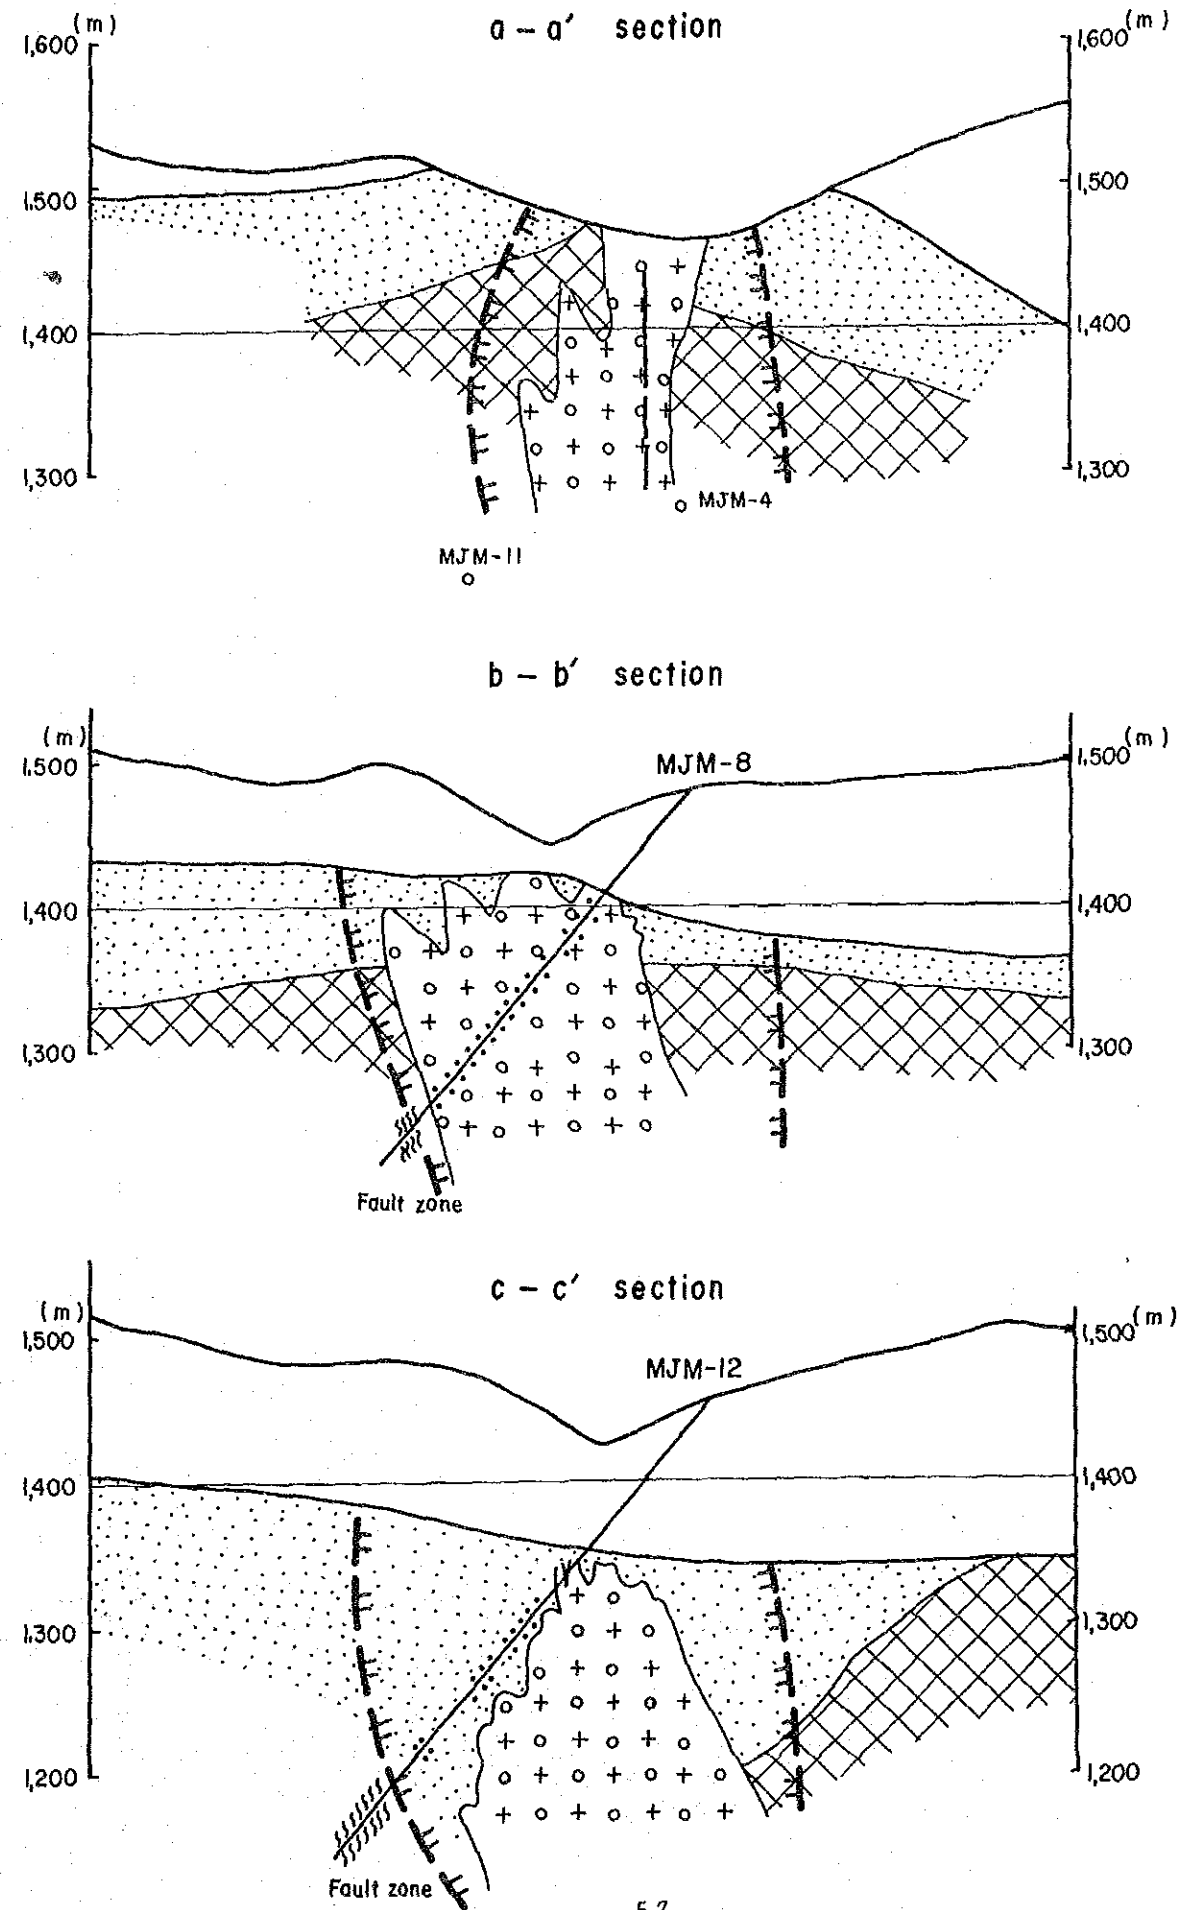 a – a′ section
(m) (m)
1,600 1,600
1,500 1,500
1,400 1,400
1,300 1,300
MJM-4
MJM-11
b – b′ section
(m) (m)
1,500 1,500
MJM-8
1,400 1,400
1,300 1,300
Fault zone
c – c′ section
(m) (m)
1,500 1,500
MJM-12
1,400 1,400
1,300 1,300
1,200 1,200
Fault zone